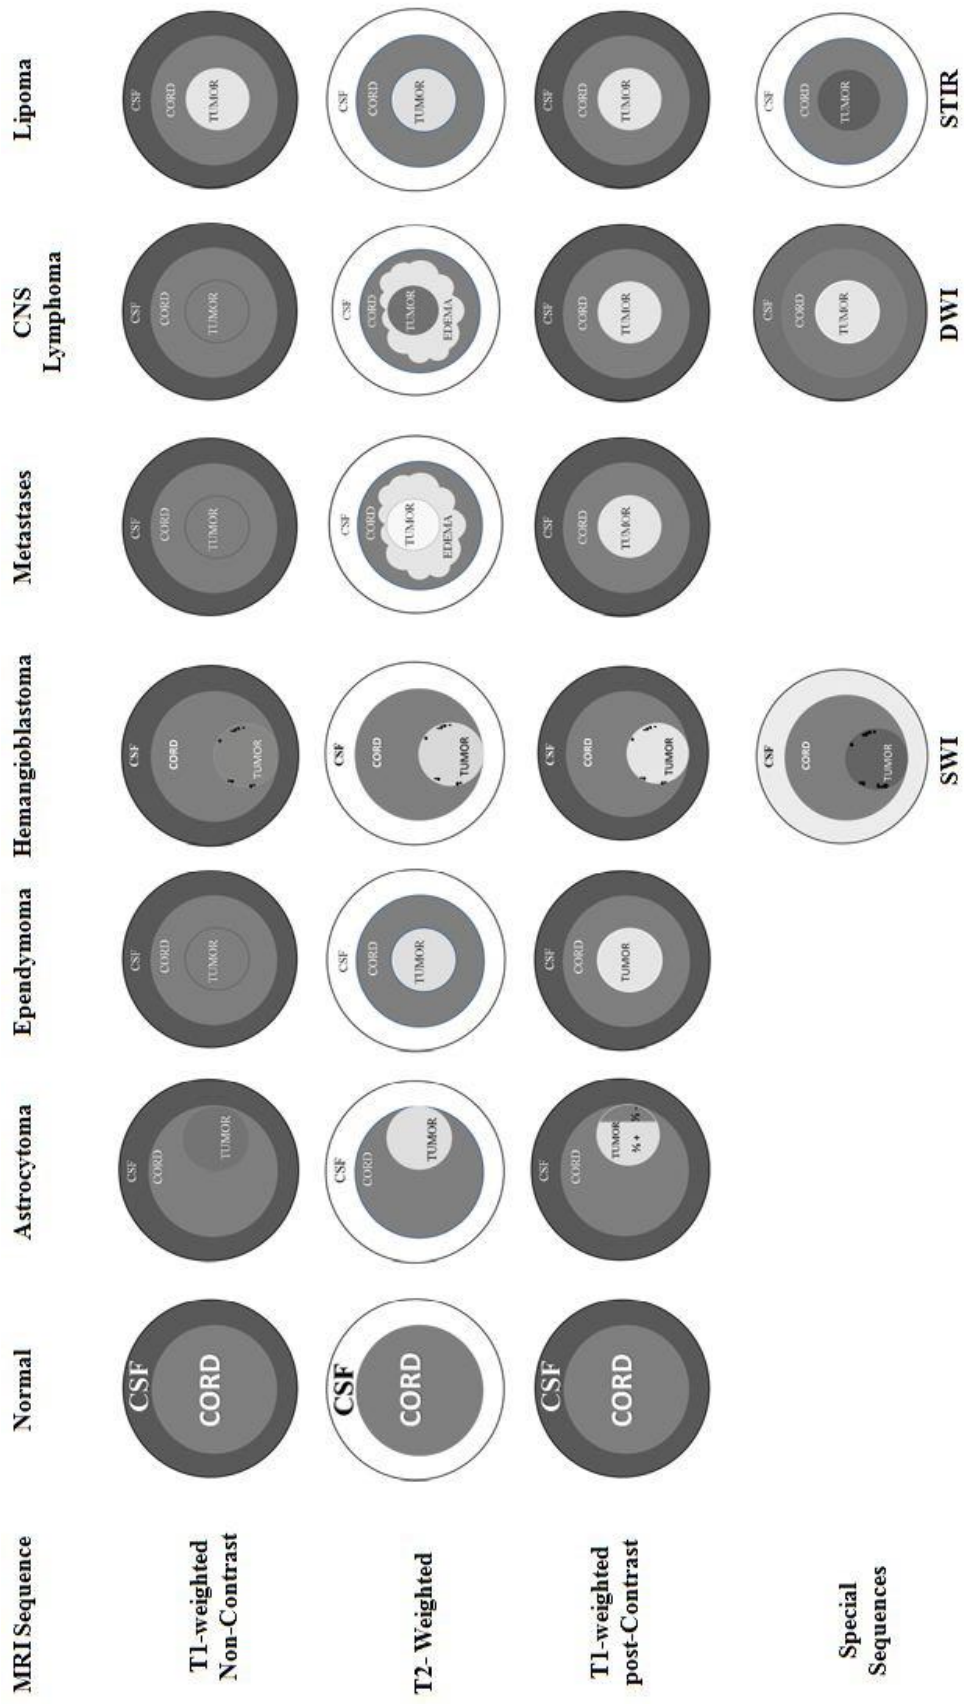 MRI Sequence
Normal
Astrocytoma
Ependymoma
Hemangioblastoma
Metastases
CNS
Lymphoma
Lipoma
T1-weighted
Non-Contrast
CSF
CORD
CSF
CORD
TUMOR
CSF
CORD
TUMOR
CSF
CORD
TUMOR
CSF
CORD
TUMOR
CSF
CORD
TUMOR
CSF
CORD
TUMOR
T2- Weighted
CSF
CORD
CSF
CORD
TUMOR
CSF
CORD
TUMOR
CSF
CORD
TUMOR
CSF
CORD
TUMOR
EDEMA
CSF
CORD
TUMOR
EDEMA
CSF
CORD
TUMOR
T1-weighted
post-Contrast
CSF
CORD
CSF
CORD
TUMOR
CSF
CORD
TUMOR
CSF
CORD
TUMOR
CSF
CORD
TUMOR
CSF
CORD
TUMOR
CSF
CORD
TUMOR
Special
Sequences
CSF
CORD
TUMOR
SWI
CSF
CORD
TUMOR
DWI
CSF
CORD
TUMOR
STIR